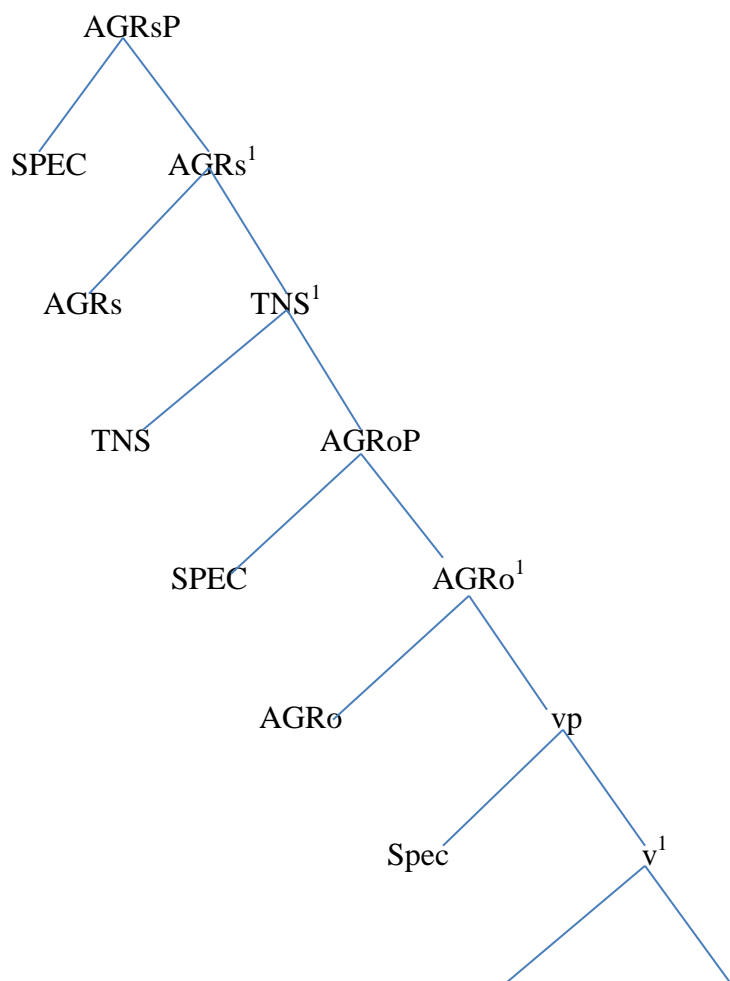 AGRsP
SPEC AGRs¹
AGRs TNS¹
TNS AGRoP
SPEC AGRo¹
AGRo vp
Spec v¹